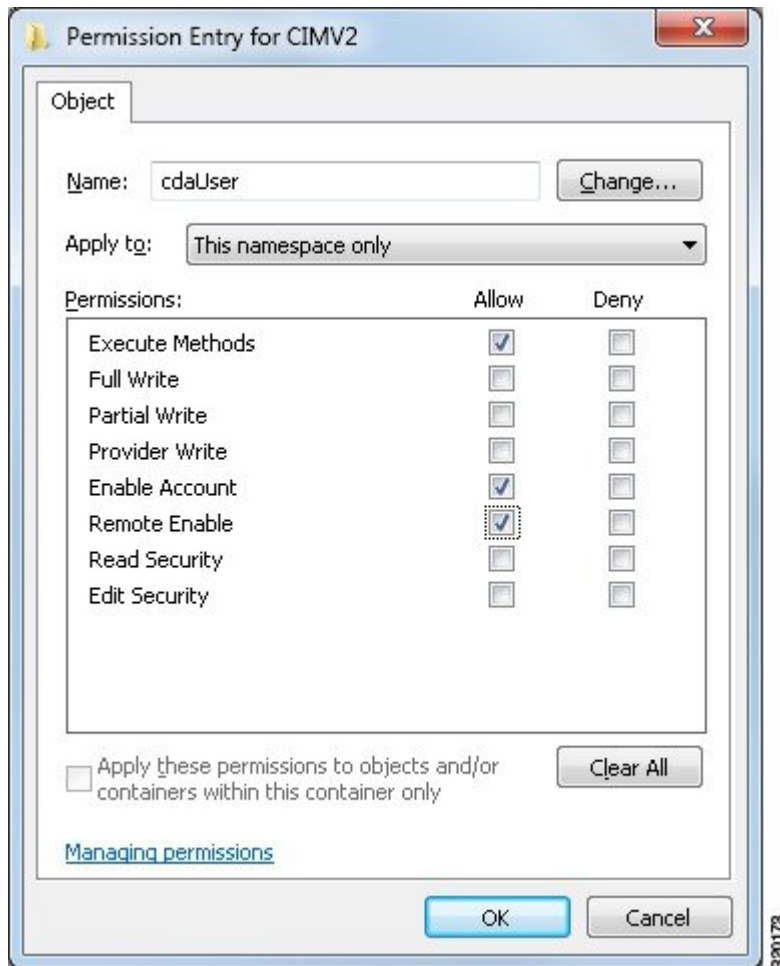 Permission Entry for CIMV2
Object
Name: cdaUser Change...
Apply to: This namespace only
Permissions: Allow Deny
Execute Methods
Full Write
Partial Write
Provider Write
Enable Account
Remote Enable
Read Security
Edit Security
Apply these permissions to objects and/or
containers within this container only
Clear All
Managing permissions
OK Cancel